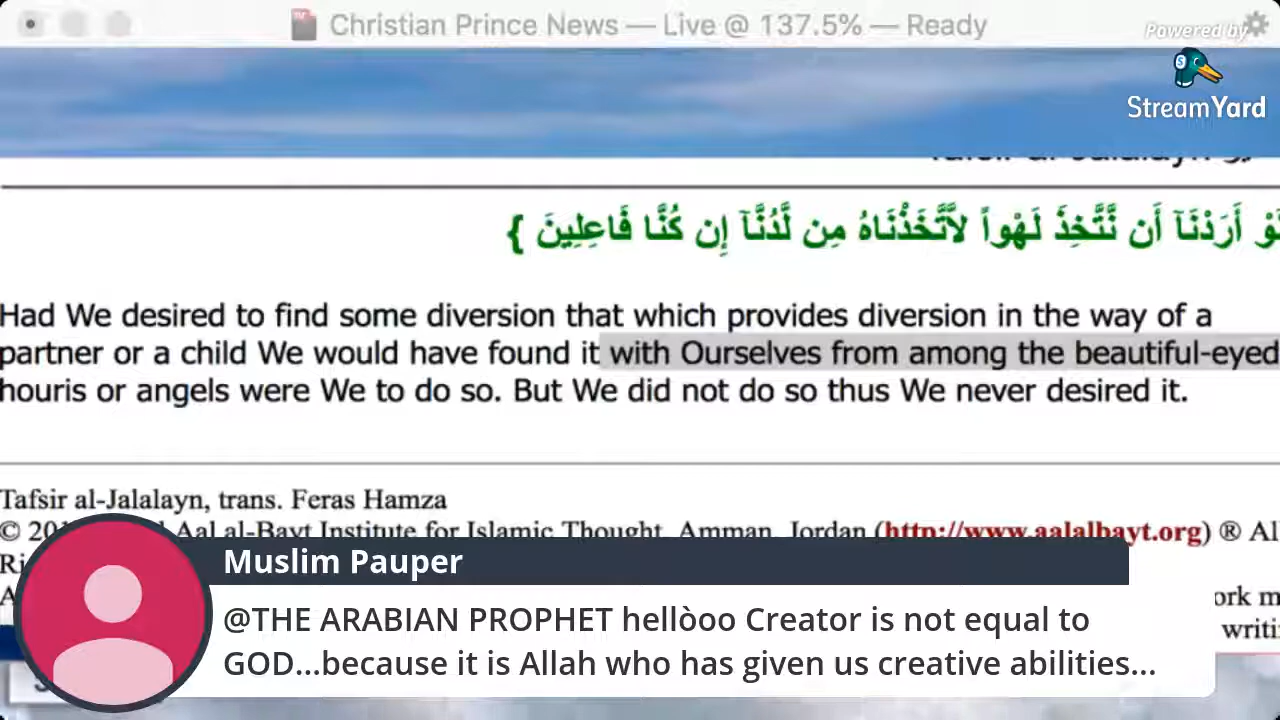 Christian Prince News — Live @ 137.5% — Ready
Powered by
StreamYard
أَرَدْنَآ أَن نَّتَّخِذَ لَهْواً لاَّتَّخَذْنَاهُ مِن لَّدُنَّآ إِن كُنَّا فَاعِلِينَ }
Had We desired to find some diversion that which provides diversion in the way of a
partner or a child We would have found it with Ourselves from among the beautiful-eyed
houris or angels were We to do so. But We did not do so thus We never desired it.
Tafsir al-Jalalayn, trans. Feras Hamza
Aal al-Bayt Institute for Islamic Thought, Amman, Jordan (http://www.aalalbayt.org) ®
Muslim Pauper
@THE ARABIAN PROPHET hellòoo Creator is not equal to
GOD...because it is Allah who has given us creative abilities...